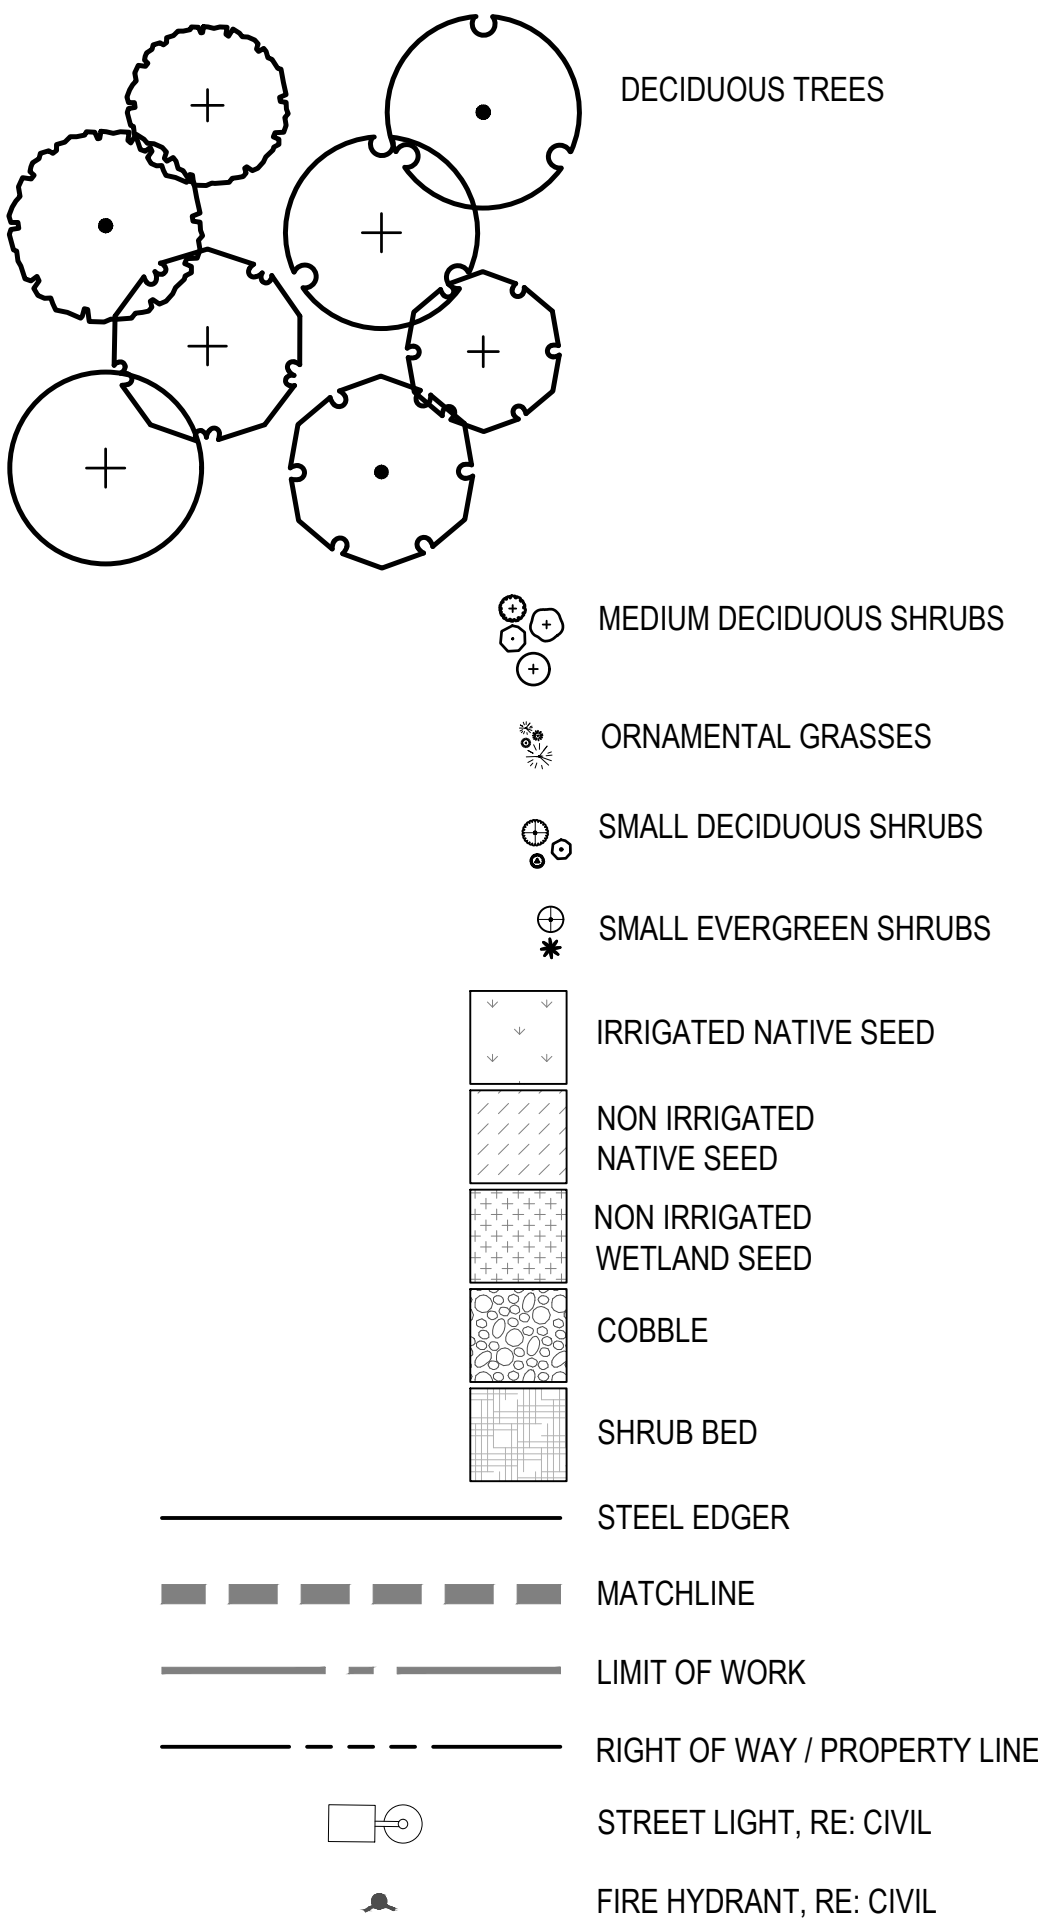 DECIDUOUS TREES
MEDIUM DECIDUOUS SHRUBS
ORNAMENTAL GRASSES
SMALL DECIDUOUS SHRUBS
SMALL EVERGREEN SHRUBS
IRRIGATED NATIVE SEED
NON IRRIGATED
NATIVE SEED
NON IRRIGATED
WETLAND SEED
COBBLE
SHRUB BED
STEEL EDGER
MATCHLINE
LIMIT OF WORK
RIGHT OF WAY / PROPERTY LINE
STREET LIGHT, RE: CIVIL
FIRE HYDRANT, RE: CIVIL